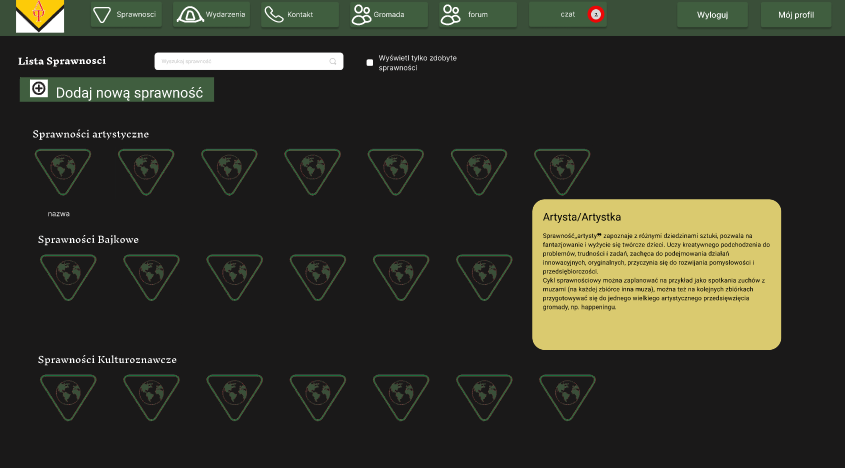 Sprawnosci
Wydarzenia
Kontakt
Gromada
forum
czat
Wyloguj
Mój profil
Lista Sprawnosci
Wyszukaj sprawność
Wyświetl tylko zdobyte
sprawności
Dodaj nową sprawność
Sprawności artystyczne
nazwa
Artysta/Artystka
Sprawność„artysty” zapoznaje z różnymi dziedzinami sztuki, pozwala na
fantazjowanie i wyżycie się twórcze dzieci. Uczy kreatywnego podchodzenia do
problemów, trudności i zadań, zachęca do podejmowania działań
innowacyjnych, oryginalnych, przyczynia się do rozwijania pomysłowości i
przedsiębiorczości.
Cykl sprawnościowy można zaplanować na przykład jako spotkania zuchów z
muzami (na każdej zbiórce inna muza), można też na kolejnych zbiórkach
przygotowywać się do jednego wielkiego artystycznego przedsięwzięcia
gromady, np. happeningu.
Sprawności Bajkowe
Sprawności Kulturoznawcze